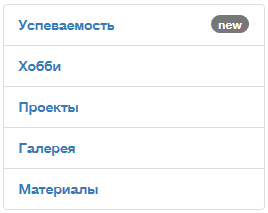 Успеваемость new
Хобби
Проекты
Галерея
Материалы